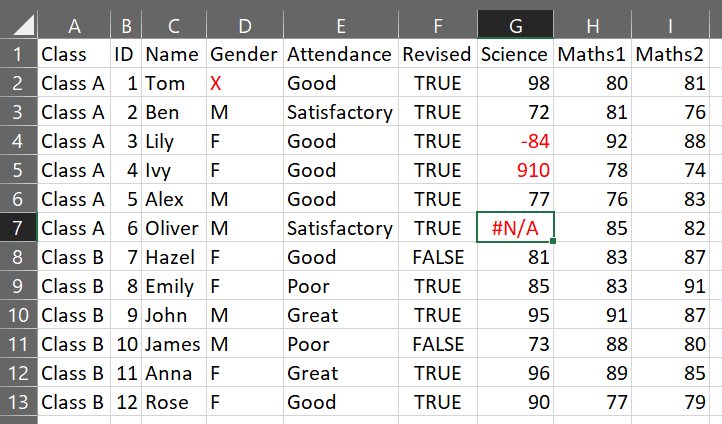 A B C D E F G H I
1 Class ID Name Gender Attendance Revised Science Maths1 Maths2
2 Class A 1 Tom X Good TRUE 98 80 81
3 Class A 2 Ben M Satisfactory TRUE 72 81 76
4 Class A 3 Lily F Good TRUE -84 92 88
5 Class A 4 Ivy F Good TRUE 910 78 74
6 Class A 5 Alex M Good TRUE 77 76 83
7 Class A 6 Oliver M Satisfactory TRUE #N/A 85 82
8 Class B 7 Hazel F Good FALSE 81 83 87
9 Class B 8 Emily F Poor TRUE 85 83 91
10 Class B 9 John M Great TRUE 95 91 87
11 Class B 10 James M Poor FALSE 73 88 80
12 Class B 11 Anna F Great TRUE 96 89 85
13 Class B 12 Rose F Good TRUE 90 77 79